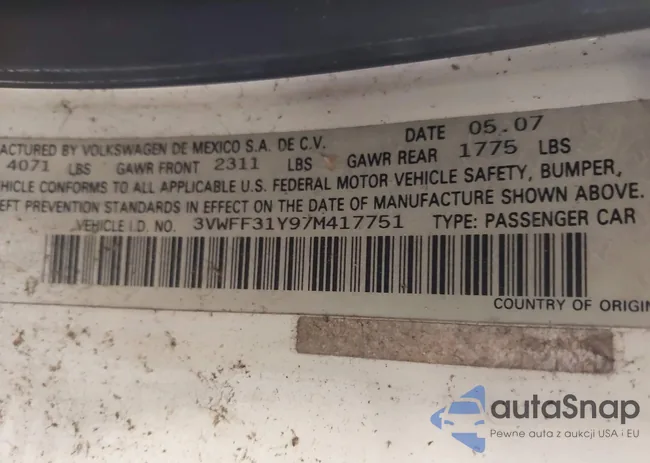 ACTURED BY VOLKSWAGEN DE MEXICO S.A. DE C.V. DATE 05.07
4071 LBS GAWR FRONT 2311 LBS GAWR REAR 1775 LBS
HICLE CONFORMS TO ALL APPLICABLE U.S. FEDERAL MOTOR VEHICLE SAFETY, BUMPER,
EFT PREVENTION STANDARDS IN EFFECT ON THE DATE OF MANUFACTURE SHOWN ABOVE.
VEHICLE I.D. NO. 3VWFF31Y97M417751 TYPE: PASSENGER CAR
COUNTRY OF ORIGIN
autaSnap
Pewne auta z aukcji USA i EU